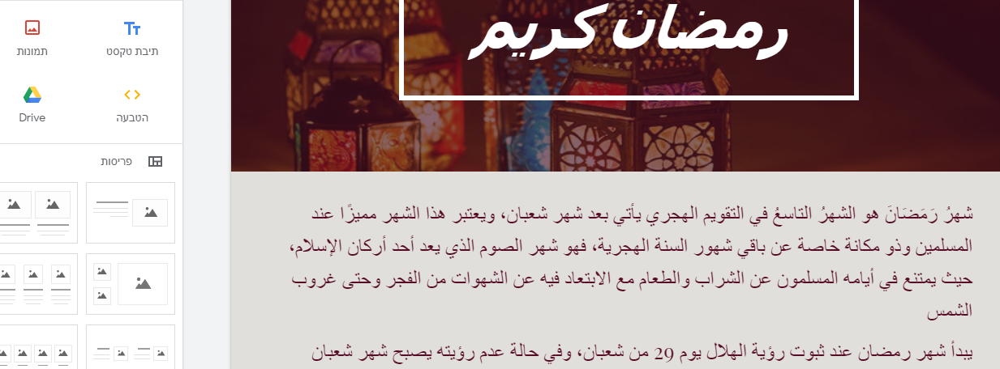 رمضان كريم
תיבת טקסט
תמונות
הטבעה
Drive
פריסות
شهرُ رَمَضَانَ هو الشهرُ التاسعُ في التقويم الهجري يأتي بعد شهر شعبان، ويعتبر هذا الشهر مميزًا عند
المسلمين وذو مكانة خاصة عن باقي شهور السنة الهجرية، فهو شهر الصوم الذي يعد أحد أركان الإسلام،
حيث يمتنع في أيامه المسلمون عن الشراب والطعام مع الابتعاد فيه عن الشهوات من الفجر وحتى غروب
الشمس
يبدأ شهر رمضان عند ثبوت رؤية الهلال يوم 29 من شعبان، وفي حالة عدم رؤيته يصبح شهر شعبان